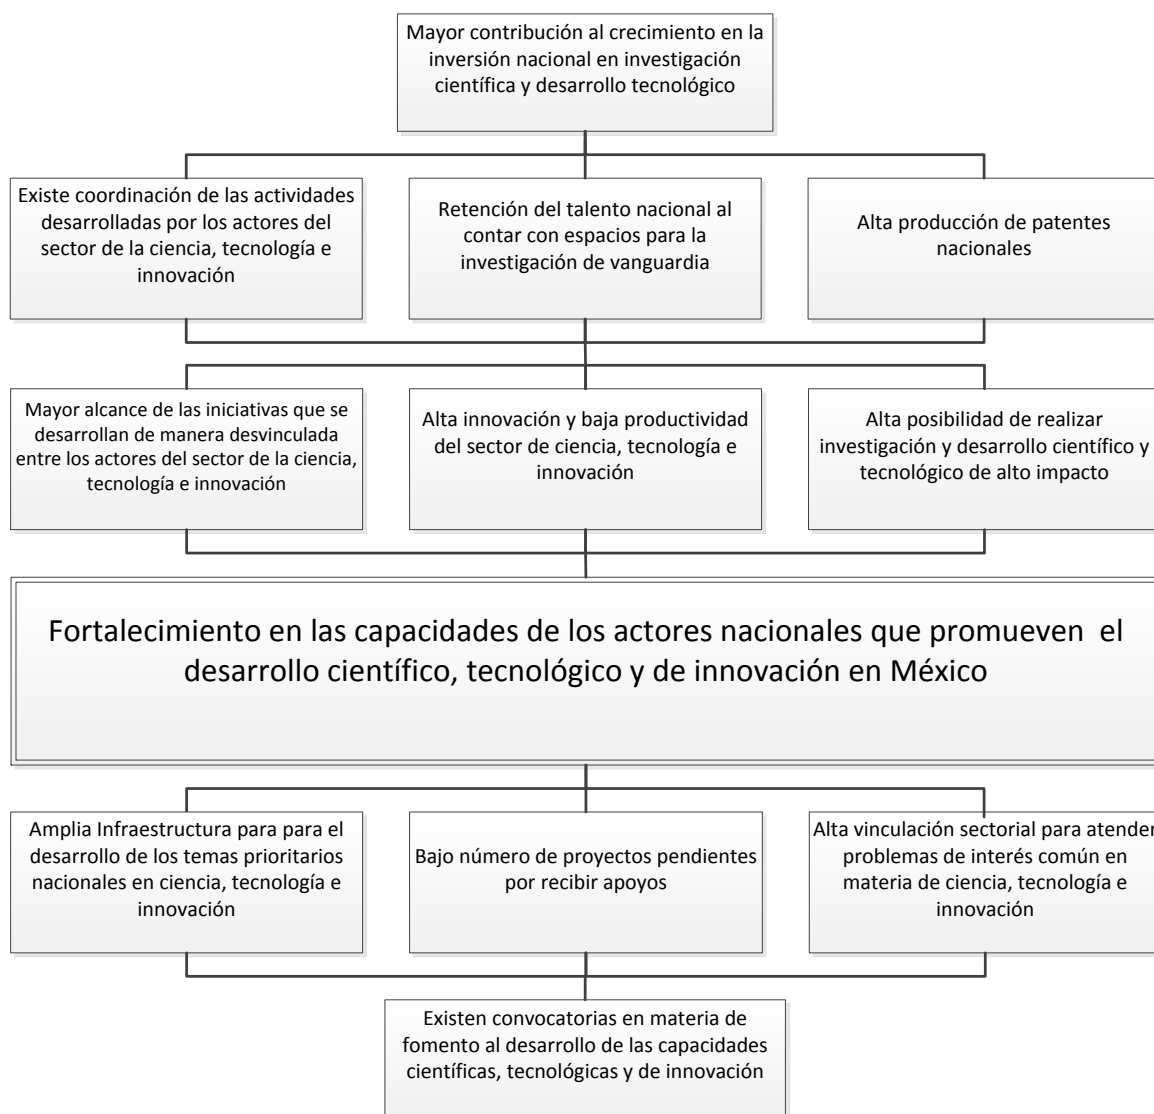 Mayor contribución al crecimiento en la
inversión nacional en investigación
científica y desarrollo tecnológico
Existe coordinación de las actividades
desarrolladas por los actores del
sector de la ciencia, tecnología e
innovación
Retención del talento nacional al
contar con espacios para la
investigación de vanguardia
Alta producción de patentes
nacionales
Mayor alcance de las iniciativas que se
desarrollan de manera desvinculada
entre los actores del sector de la ciencia,
tecnología e innovación
Alta innovación y baja productividad
del sector de ciencia, tecnología e
innovación
Alta posibilidad de realizar
investigación y desarrollo científico y
tecnológico de alto impacto
Fortalecimiento en las capacidades de los actores nacionales que promueven el
desarrollo científico, tecnológico y de innovación en México
Amplia Infraestructura para para el
desarrollo de los temas prioritarios
nacionales en ciencia, tecnología e
innovación
Bajo número de proyectos pendientes
por recibir apoyos
Alta vinculación sectorial para atender
problemas de interés común en
materia de ciencia, tecnología e
innovación
Existen convocatorias en materia de
fomento al desarrollo de las capacidades
científicas, tecnológicas y de innovación